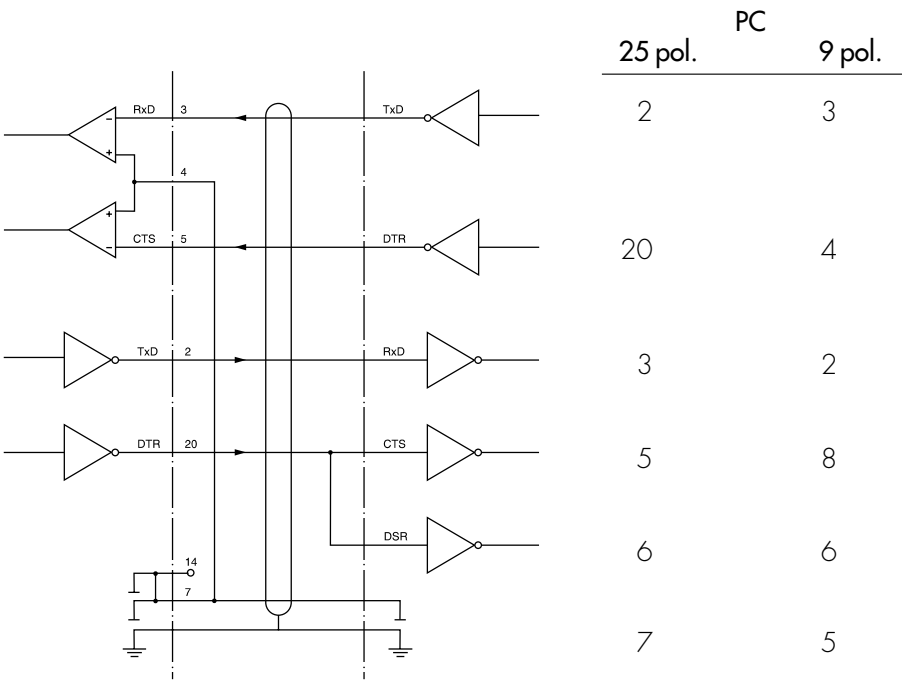 PC
25 pol. 9 pol.
RxD 3 TxD 2 3
- +
4
+ -
CTS 5 DTR 20 4
TxD 2 RxD 3 2
DTR 20 CTS 5 8
DSR 6 6
14
7
7 5